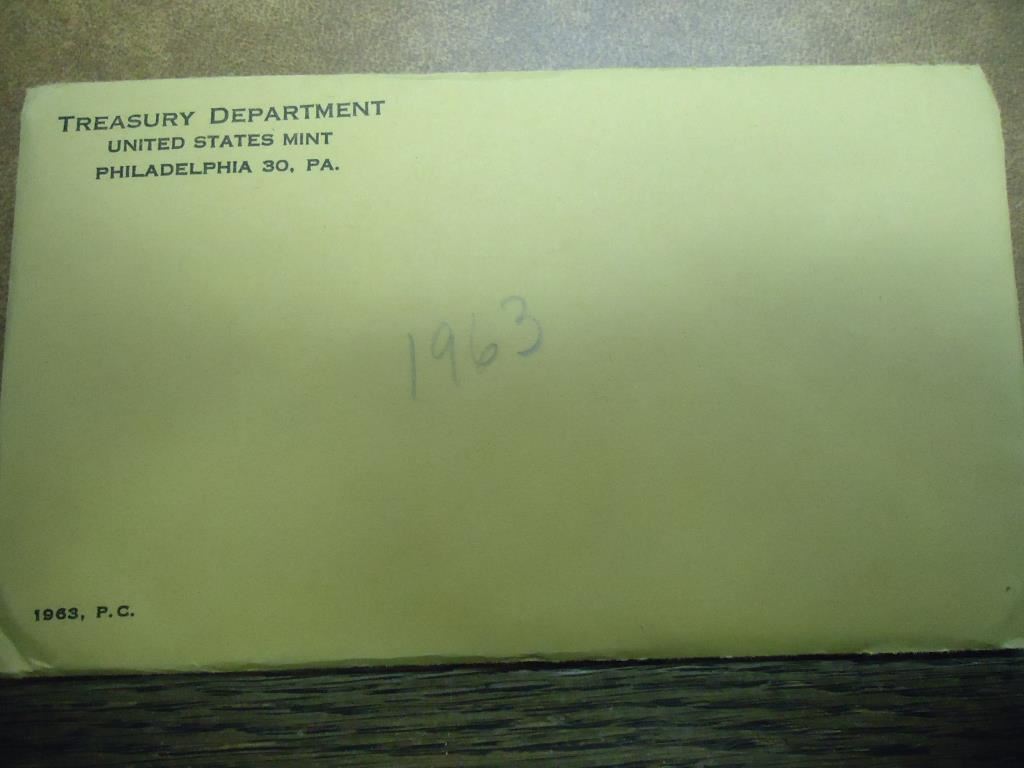 TREASURY DEPARTMENT
UNITED STATES MINT
PHILADELPHIA 30, PA.
1963
1963, P.C.